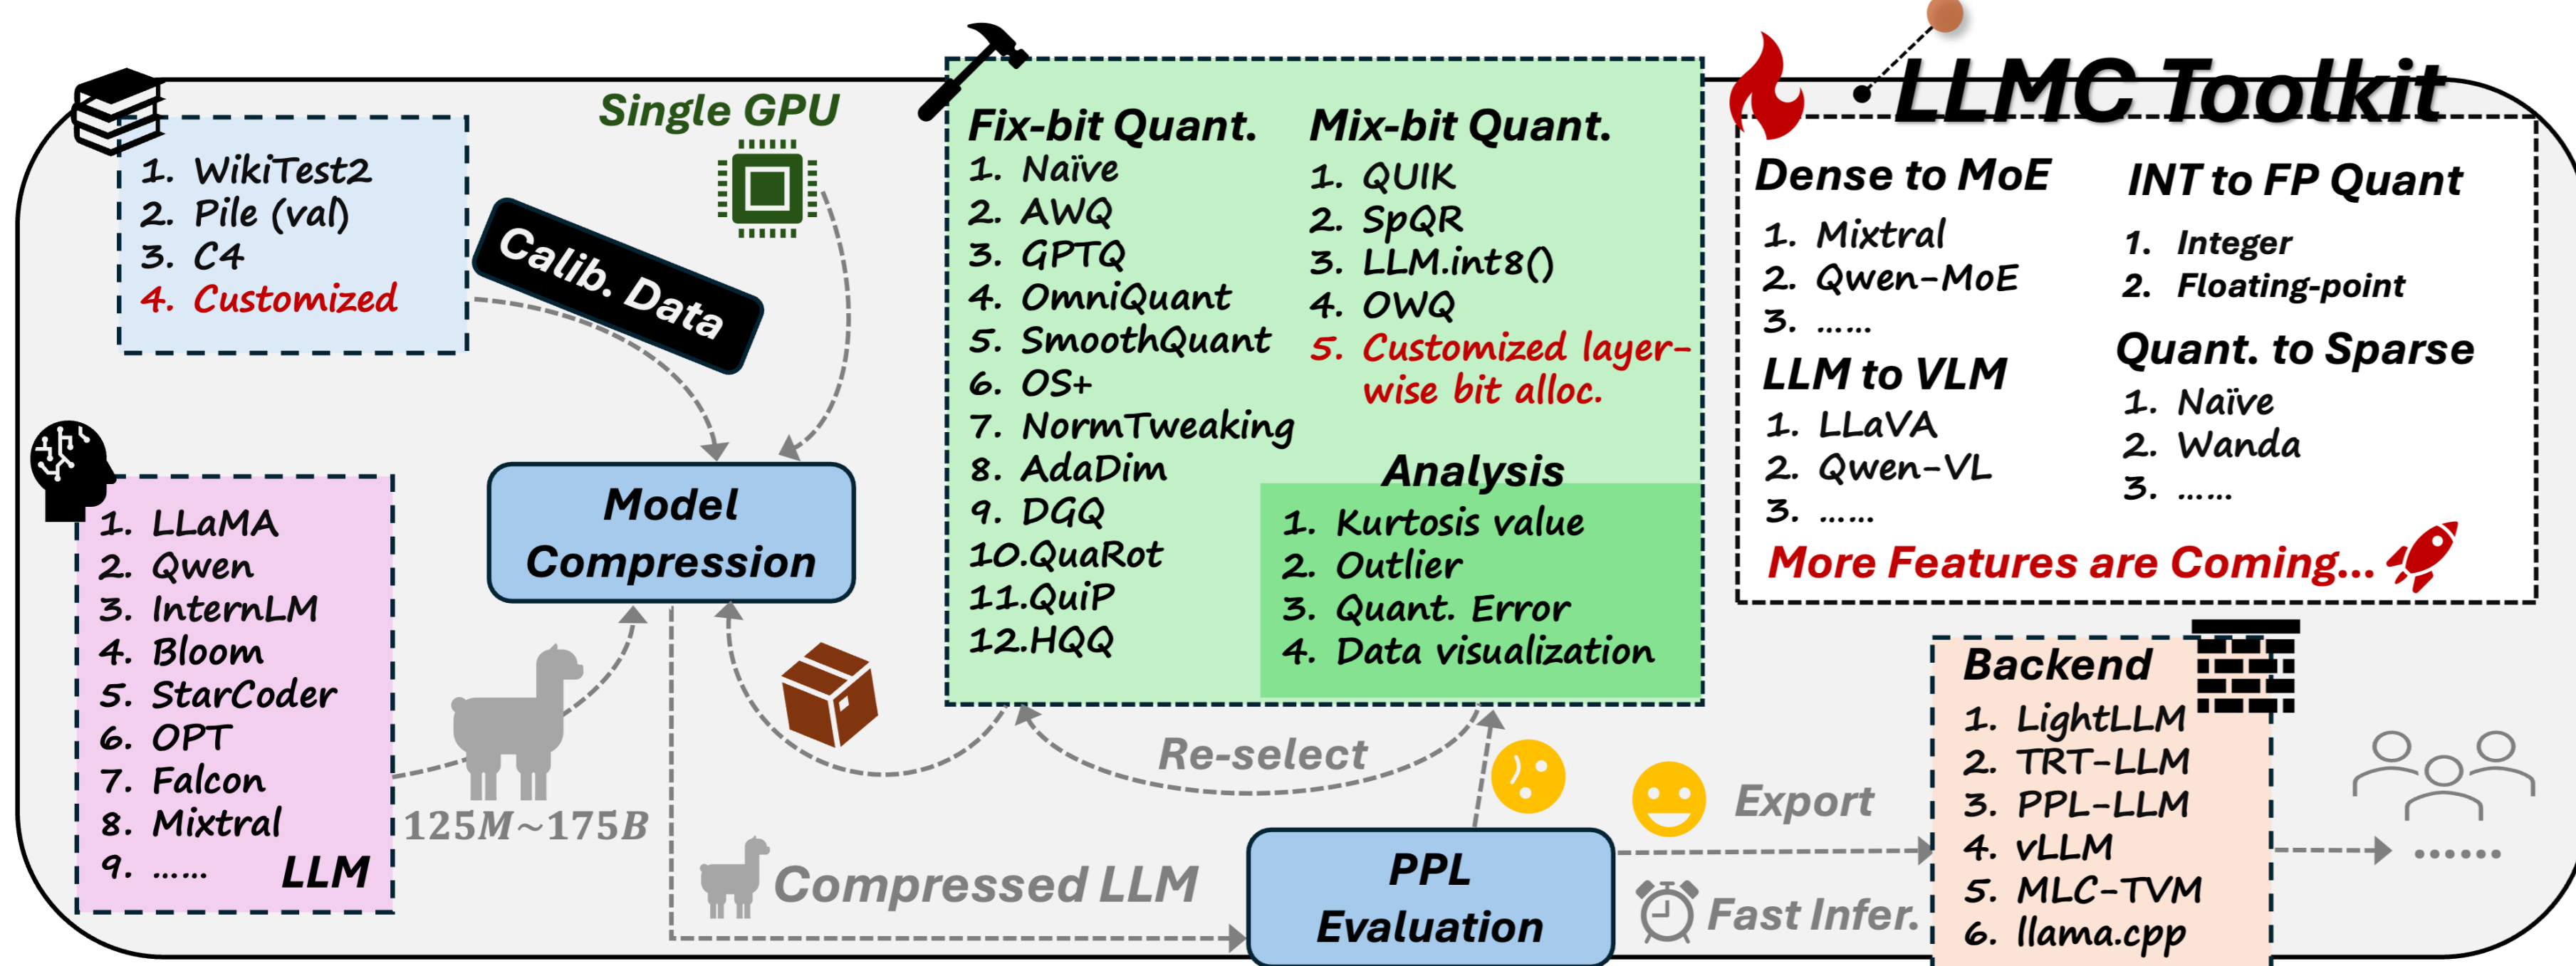 LLMC Toolkit
1. WikiTest2
2. Pile (val)
3. C4
4. Customized
Calib. Data
Single GPU
1. LLaMA
2. Qwen
3. InternLM
4. Bloom
5. StarCoder
6. OPT
7. Falcon
8. Mixtral
9. ......
LLM
125M~175B
Model
Compression
Compressed LLM
Fix-bit Quant.
1. Naïve
2. AWQ
3. GPTQ
4. OmniQuant
5. SmoothQuant
6. OS+
7. NormTweaking
8. AdaDim
9. DGQ
10.QuaRot
11.QuiP
12.HQQ
Mix-bit Quant.
1. QUIK
2. SpQR
3. LLM.int8()
4. OWQ
5. Customized layer-
wise bit alloc.
Analysis
1. Kurtosis value
2. Outlier
3. Quant. Error
4. Data visualization
Re-select
PPL
Evaluation
Export
Fast Infer.
Dense to MoE
1. Mixtral
2. Qwen-MoE
3. ......
LLM to VLM
1. LLaVA
2. Qwen-VL
3. ......
INT to FP Quant
1. Integer
2. Floating-point
Quant. to Sparse
1. Naïve
2. Wanda
3. ......
More Features are Coming...
Backend
1. LightLLM
2. TRT-LLM
3. PPL-LLM
4. vLLM
5. MLC-TVM
6. llama.cpp
......